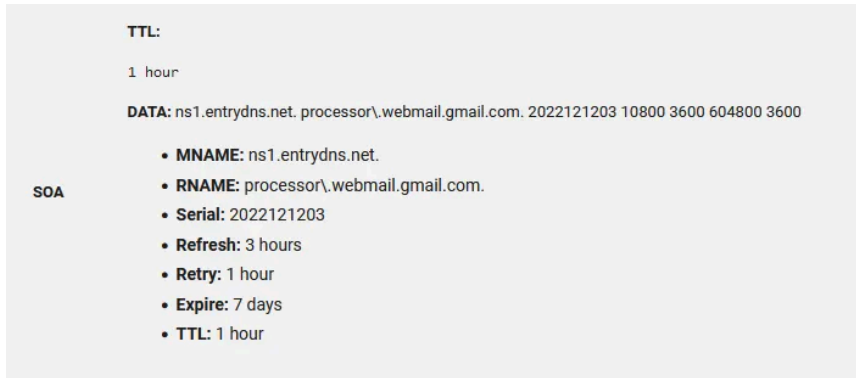 TTL:
1 hour
DATA: ns1.entrydns.net. processor\.webmail.gmail.com. 2022121203 10800 3600 604800 3600
• MNAME: ns1.entrydns.net.
• RNAME: processor\.webmail.gmail.com.
SOA
• Serial: 2022121203
• Refresh: 3 hours
• Retry: 1 hour
• Expire: 7 days
• TTL: 1 hour